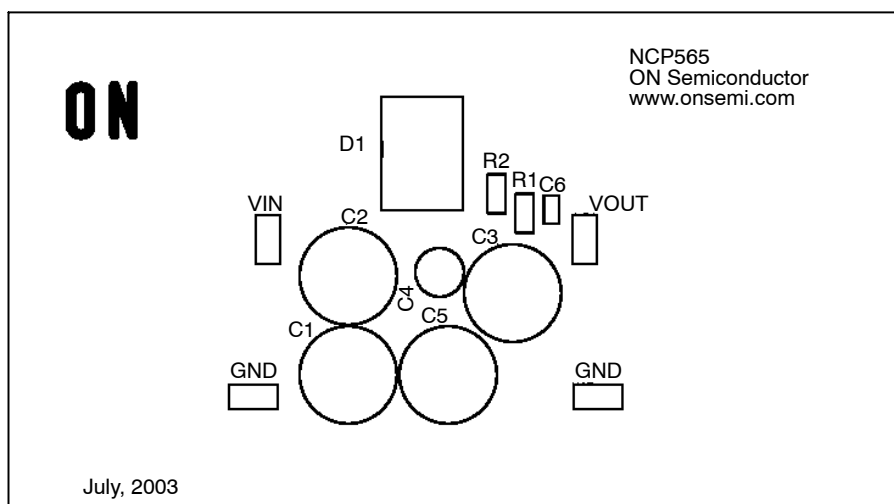 NCP565
ON Semiconductor
www.onsemi.com
ON
D1
R2
R1
C6
VIN
VOUT
C2
C3
C4
C5
C1
GND
GND
July, 2003